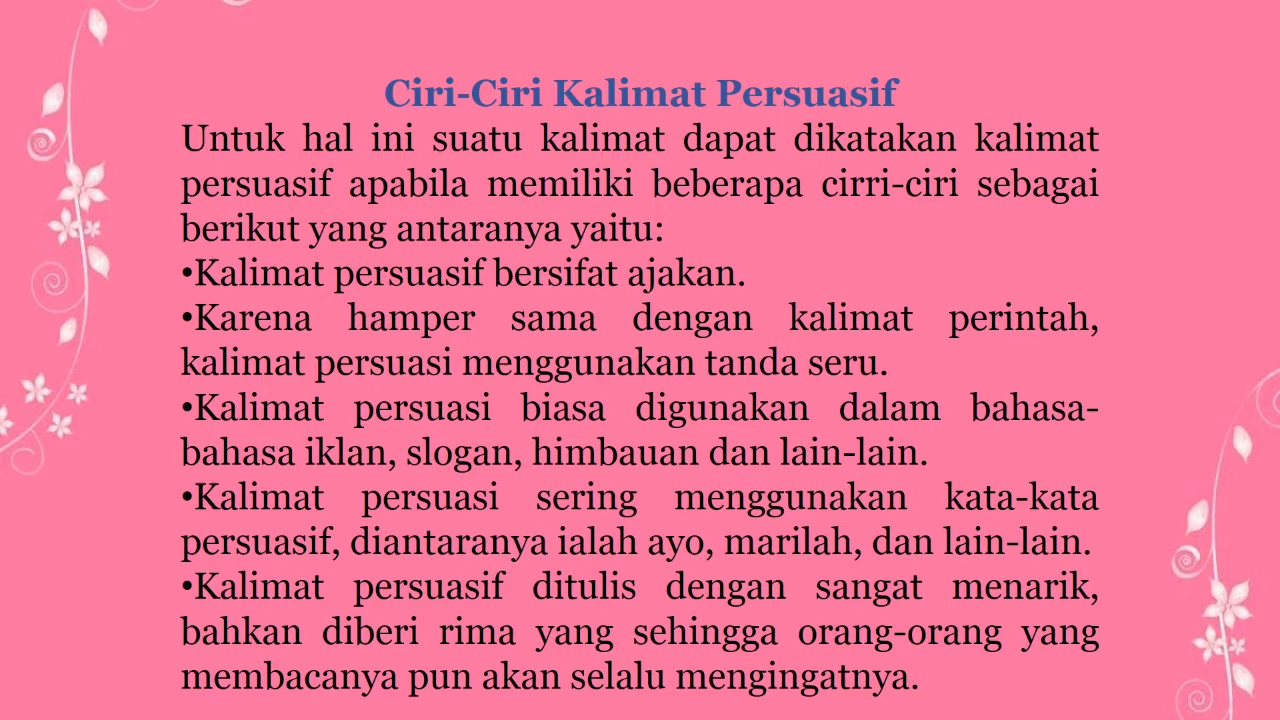 Ciri-Ciri Kalimat Persuasif
Untuk hal ini suatu kalimat dapat dikatakan kalimat
persuasif apabila memiliki beberapa cirri-ciri sebagai
berikut yang antaranya yaitu:
•Kalimat persuasif bersifat ajakan.
•Karena hamper sama dengan kalimat perintah,
kalimat persuasi menggunakan tanda seru.
•Kalimat persuasi biasa digunakan dalam bahasa-
bahasa iklan, slogan, himbauan dan lain-lain.
•Kalimat persuasi sering menggunakan kata-kata
persuasif, diantaranya ialah ayo, marilah, dan lain-lain.
•Kalimat persuasif ditulis dengan sangat menarik,
bahkan diberi rima yang sehingga orang-orang yang
membacanya pun akan selalu mengingatnya.